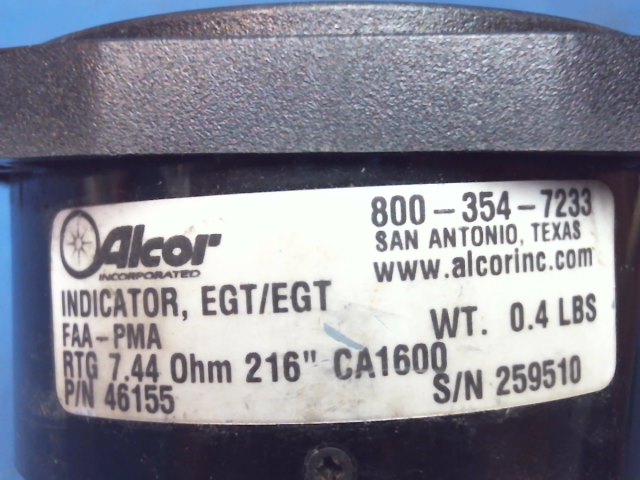 Alcor
INCORPORATED
800-354-7233
SAN ANTONIO, TEXAS
www.alcorinc.com
INDICATOR, EGT/EGT
FAA-PMA
WT. 0.4 LBS
RTG 7.44 Ohm 216" CA1600
P/N 46155
S/N 259510